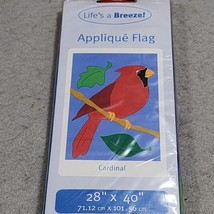 Life's a Breeze!
Appliqué Flag
Cardinal
28" x 40"
71.12 cm x 101.60 cm